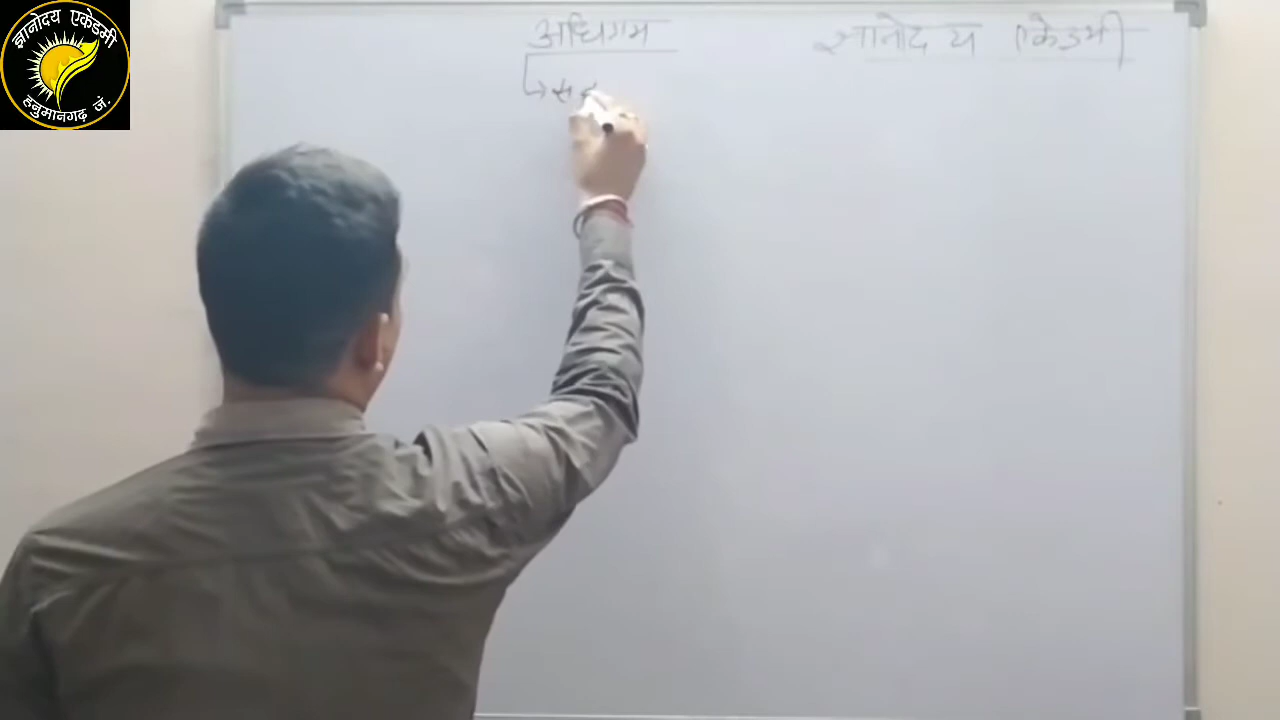 ज्ञानोदय एकेडमी
हनुमानगढ़ जं.
अधिगम
ज्ञानोदय एकेडमी